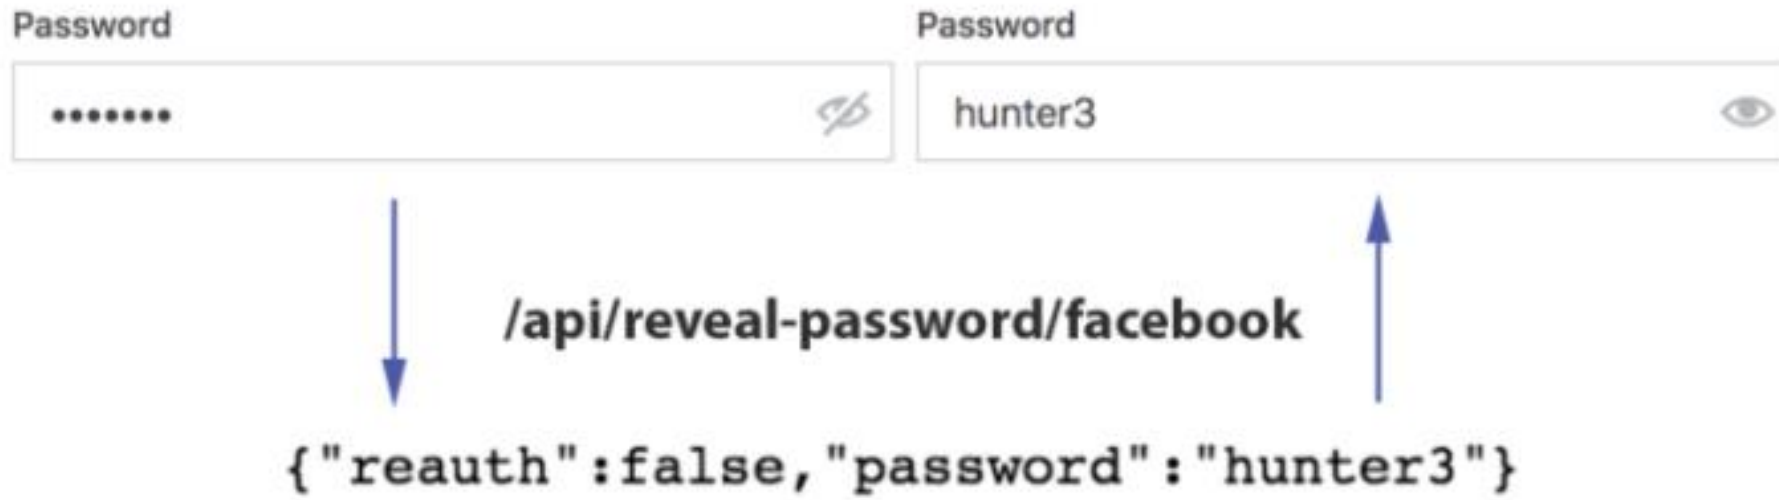 Password
Password
•••••••
hunter3
/api/reveal-password/facebook
{"reauth":false,"password":"hunter3"}